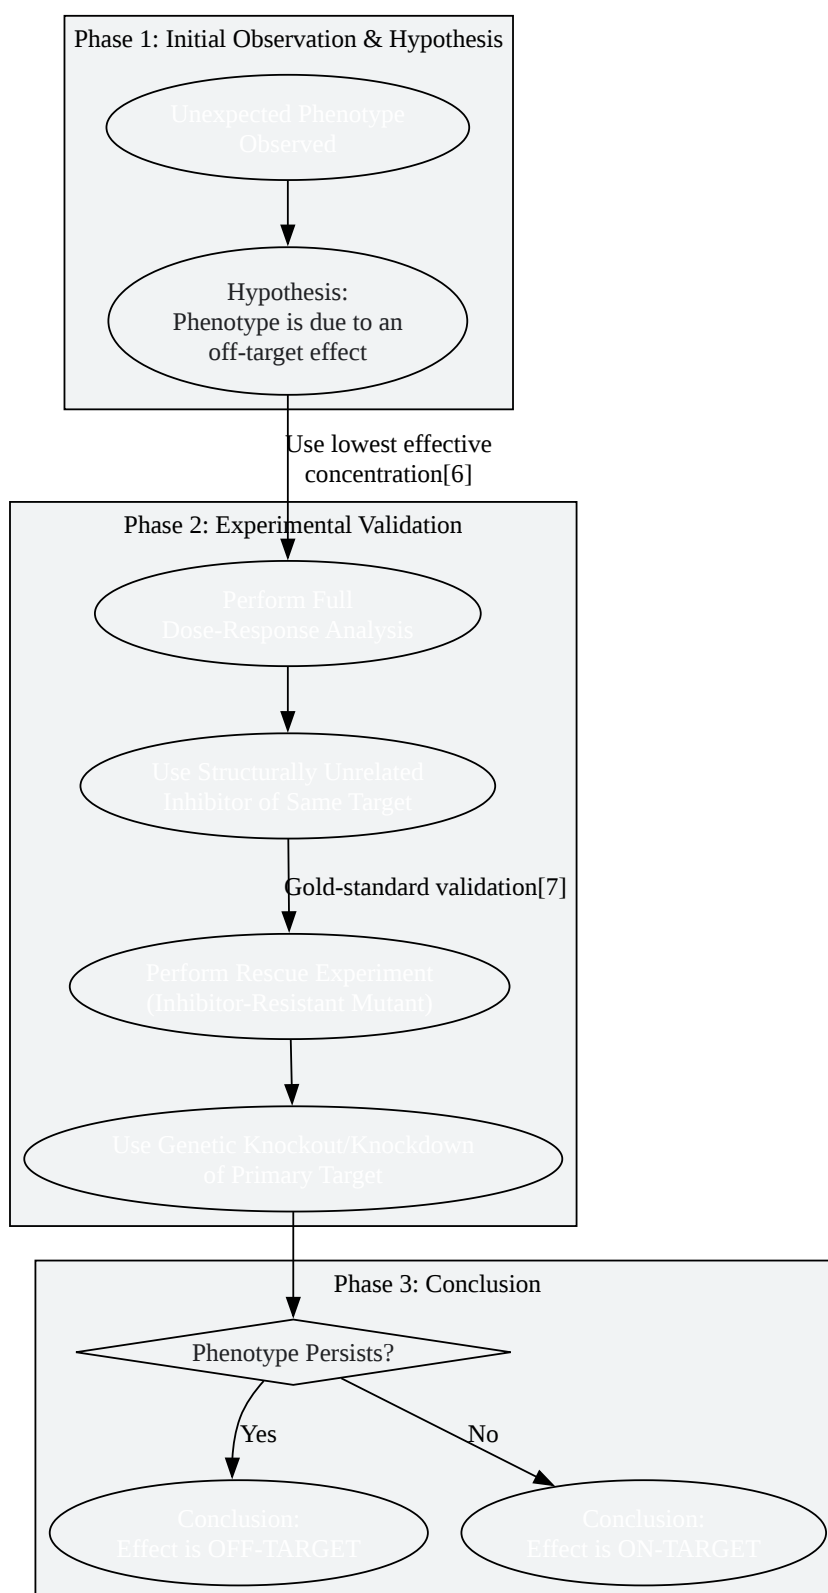 Phase 1: Initial Observation & Hypothesis
Unexpected Phenotype
Observed
Hypothesis:
Phenotype is due to an
off-target effect
Use lowest effective
concentration[6]
Phase 2: Experimental Validation
Perform Full
Dose-Response Analysis
Use Structurally Unrelated
Inhibitor of Same Target
Gold-standard validation[7]
Perform Rescue Experiment
(Inhibitor-Resistant Mutant)
Use Genetic Knockout/Knockdown
of Primary Target
Phase 3: Conclusion
Phenotype Persists?
Yes
No
Conclusion:
Effect is OFF-TARGET
Conclusion:
Effect is ON-TARGET